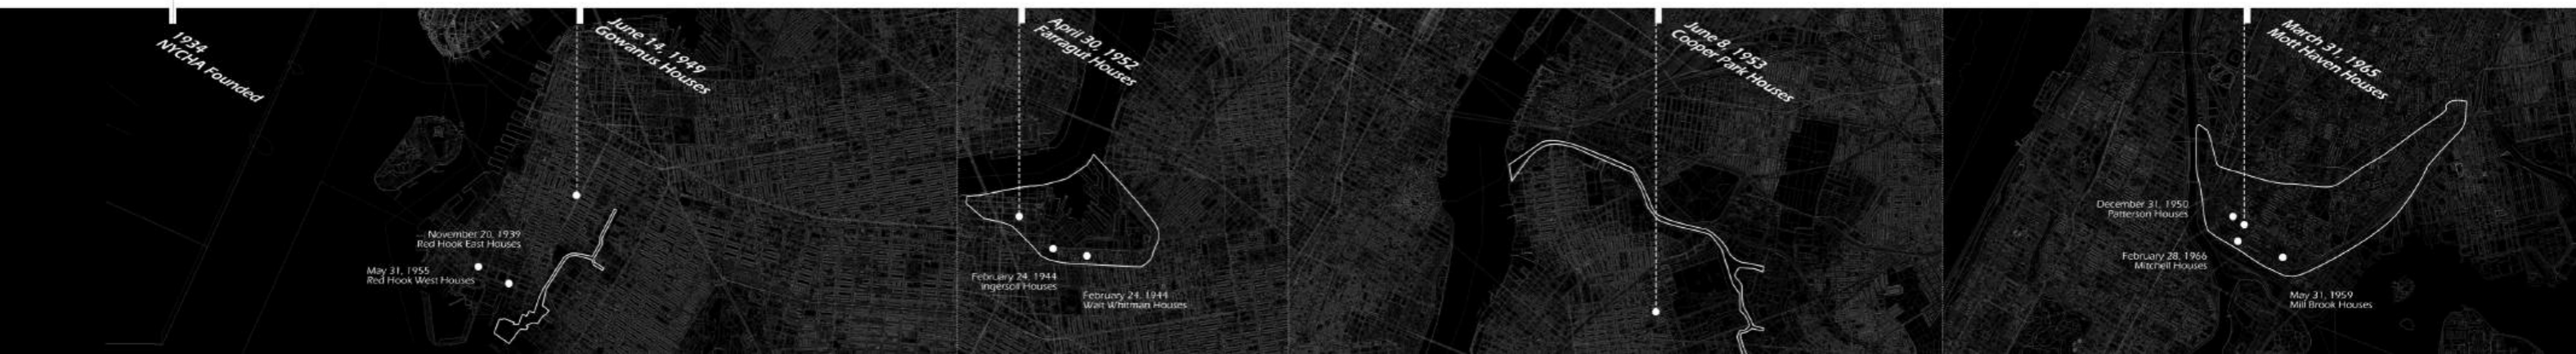 1934
NYCHA Founded
June 14, 1949
Gowanus Houses
November 20, 1939
Red Hook East Houses
May 31, 1955
Red Hook West Houses
April 30, 1952
Farragut Houses
February 24, 1944
Ingersoll Houses
February 24, 1944
Walt Whitman Houses
June 8, 1953
Cooper Park Houses
March 31, 1965
Mott Haven Houses
December 31, 1950
Patterson Houses
February 28, 1966
Mitchell Houses
May 31, 1959
Mill Brook Houses